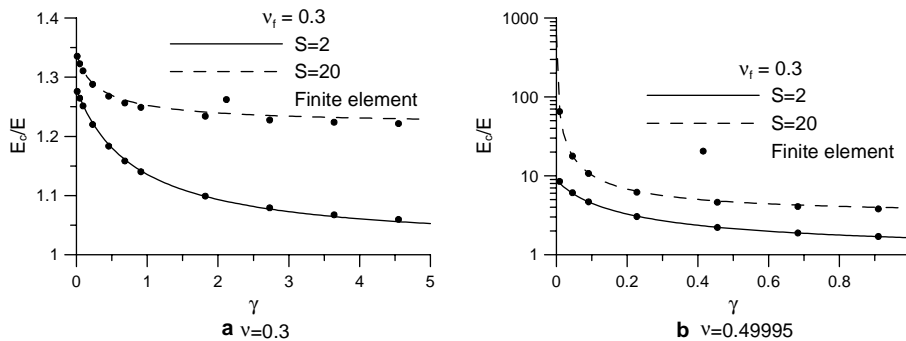 ν_f = 0.3
S=2
S=20
Finite element
E_c/E
1.4
1.3
1.2
1.1
1
0 1 2 3 4 5
γ
a ν=0.3
ν_f = 0.3
S=2
S=20
Finite element
E_c/E
1000
100
10
1
0 0.2 0.4 0.6 0.8
γ
b ν=0.49995